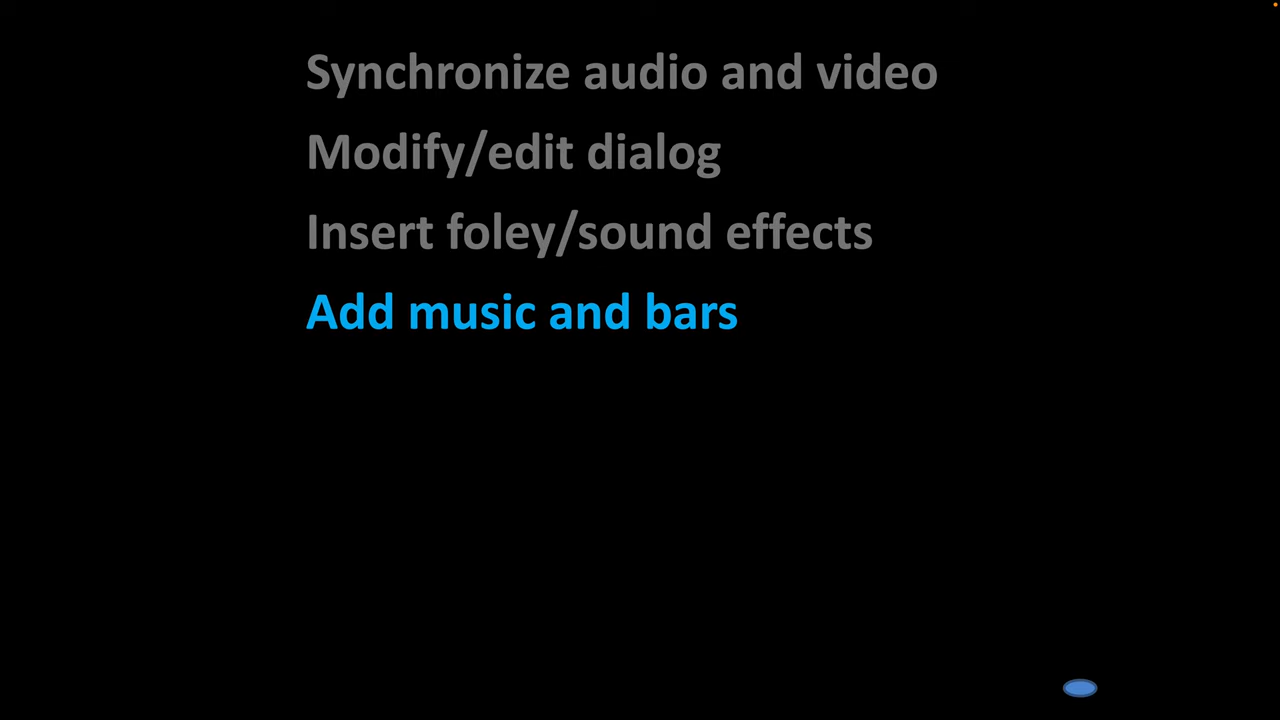 Synchronize audio and video
Modify/edit dialog
Insert foley/sound effects
Add music and bars